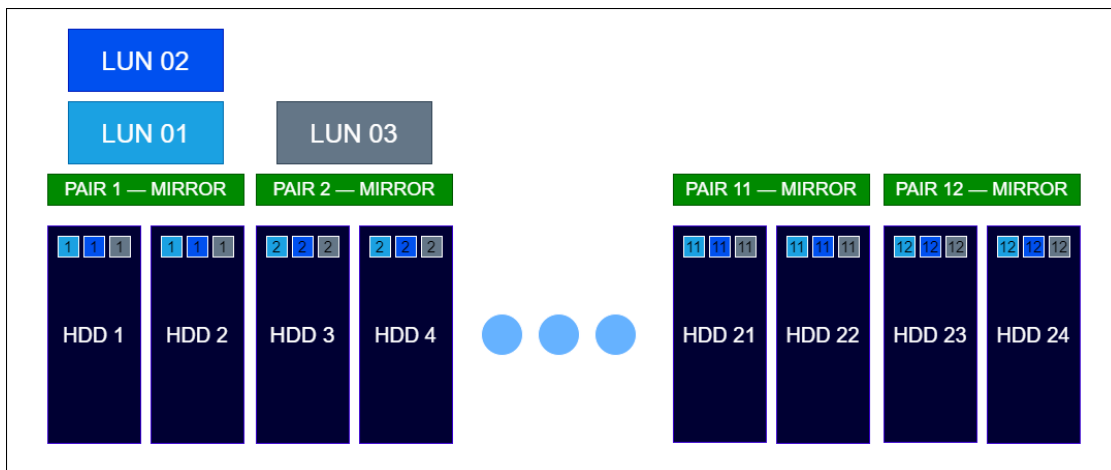 LUN 02
LUN 01 LUN 03
PAIR 1 — MIRROR PAIR 2 — MIRROR PAIR 11 — MIRROR PAIR 12 — MIRROR
1 1 1 1 1 1 2 2 2 2 2 2 11 11 11 11 11 11 12 12 12 12 12 12
HDD 1 HDD 2 HDD 3 HDD 4 HDD 21 HDD 22 HDD 23 HDD 24